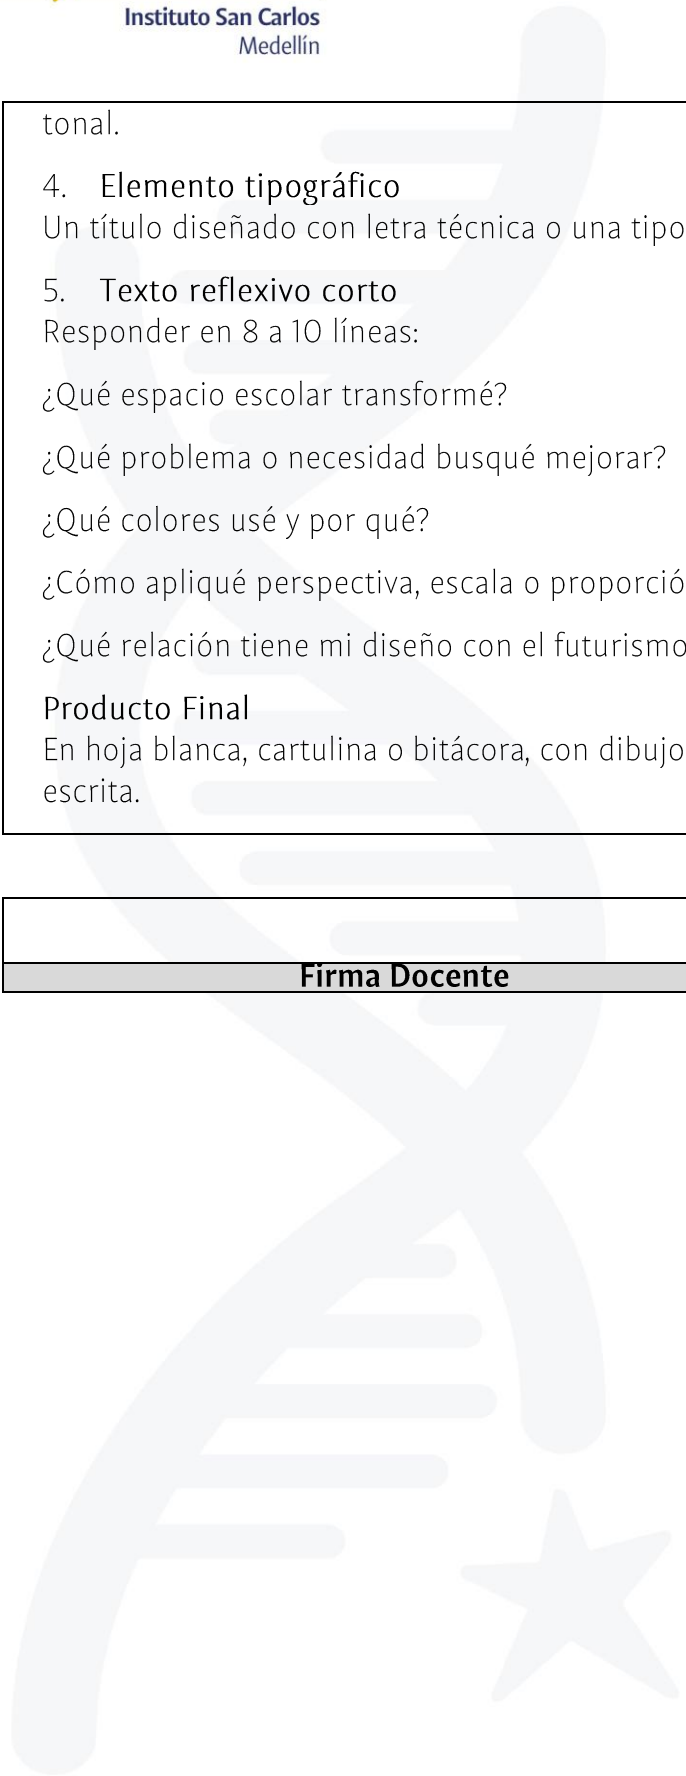 Instituto San Carlos
Medellín
tonal.
4. Elemento tipográfico
Un título diseñado con letra técnica o una tipo
5. Texto reflexivo corto
Responder en 8 a 10 líneas:
¿Qué espacio escolar transformé?
¿Qué problema o necesidad busqué mejorar?
¿Qué colores usé y por qué?
¿Cómo apliqué perspectiva, escala o proporció
¿Qué relación tiene mi diseño con el futurismo
Producto Final
En hoja blanca, cartulina o bitácora, con dibujo
escrita.
Firma Docente